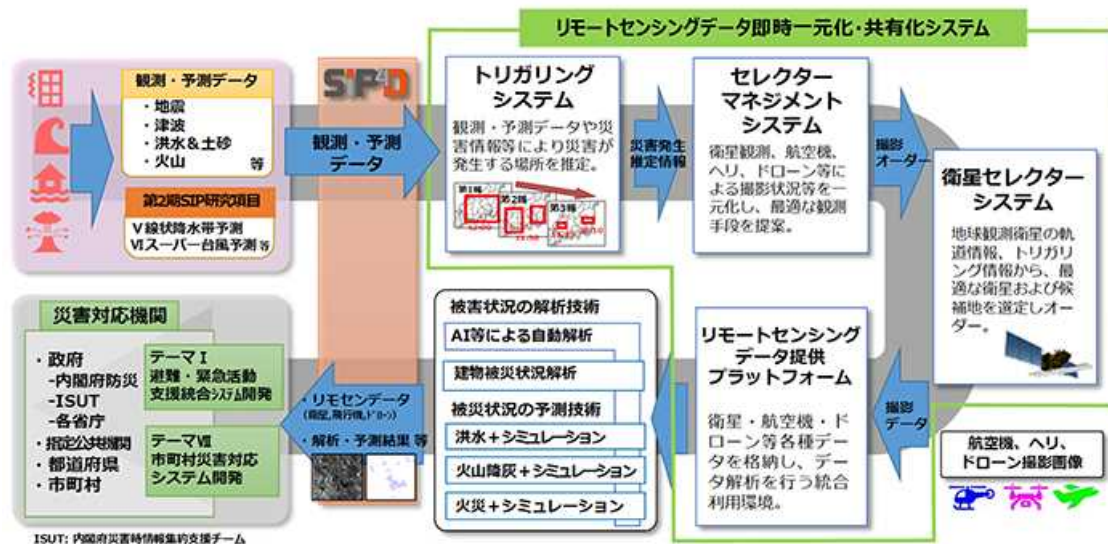 リモートセンシングデータ即時一元化・共有化システム
観測・予測データ
・地震
・津波
・洪水&土砂
・火山 等
第2期SIP研究項目
Ⅴ線状降水帯予測
Ⅵスーパー台風予測 等
SIP4D
観測・予測
データ
トリガリング
システム
観測・予測データや災
害情報等により災害が
発生する場所を推定。
第1幅
第2幅
第3幅
災害発生
推定情報
セレクター
マネジメント
システム
衛星観測、航空機、
ヘリ、ドローン等に
よる撮影状況等を一
元化し、最適な観測
手段を提案。
撮影
オーダー
衛星セレクター
システム
地球観測衛星の軌
道情報、トリガリ
ング情報から、最
適な衛星および候
補地を選定しオー
ダー。
撮影
データ
航空機、ヘリ、
ドローン撮影画像
リモートセンシング
データ提供
プラットフォーム
衛星・航空機・ド
ローン等各種デー
タを格納し、デー
タ解析を行う統合
利用環境。
被害状況の解析技術
AI等による自動解析
建物被災状況解析
被災状況の予測技術
洪水+シミュレーション
火山降灰+シミュレーション
火災+シミュレーション
・リモセンデータ
(衛星,飛行機,ドローン)
・解析・予測結果 等
災害対応機関
・政府
-内閣府防災
-ISUT
-各省庁
・指定公共機関
・都道府県
・市町村
テーマⅠ
避難・緊急活動
支援統合システム開発
テーマⅦ
市町村災害対応
システム開発
ISUT: 内閣府災害時情報集約支援チーム